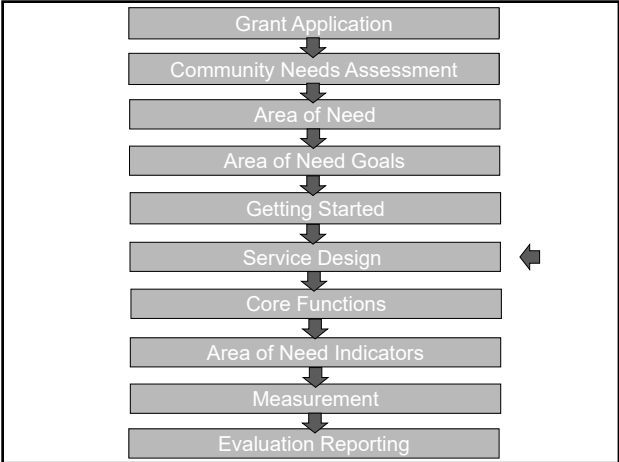 Grant Application
Community Needs Assessment
Area of Need
Area of Need Goals
Getting Started
Service Design
Core Functions
Area of Need Indicators
Measurement
Evaluation Reporting